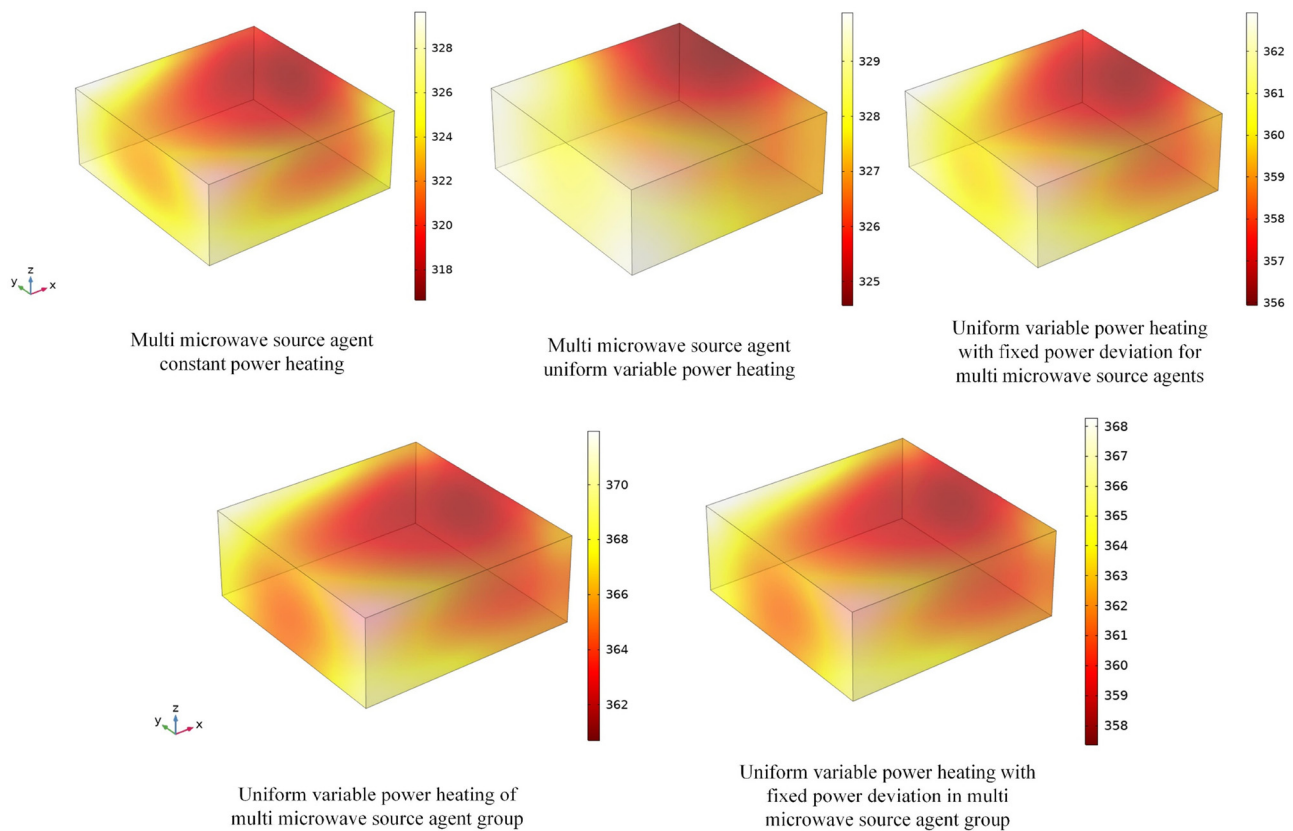 328
326
324
322
320
318
329
328
327
326
325
362
361
360
359
358
357
356
z
y
x
Multi microwave source agent
constant power heating
Multi microwave source agent
uniform variable power heating
Uniform variable power heating
with fixed power deviation for
multi microwave source agents
370
368
366
364
362
368
367
366
365
364
363
362
361
360
359
358
z
y
x
Uniform variable power heating of
multi microwave source agent group
Uniform variable power heating with
fixed power deviation in multi
microwave source agent group